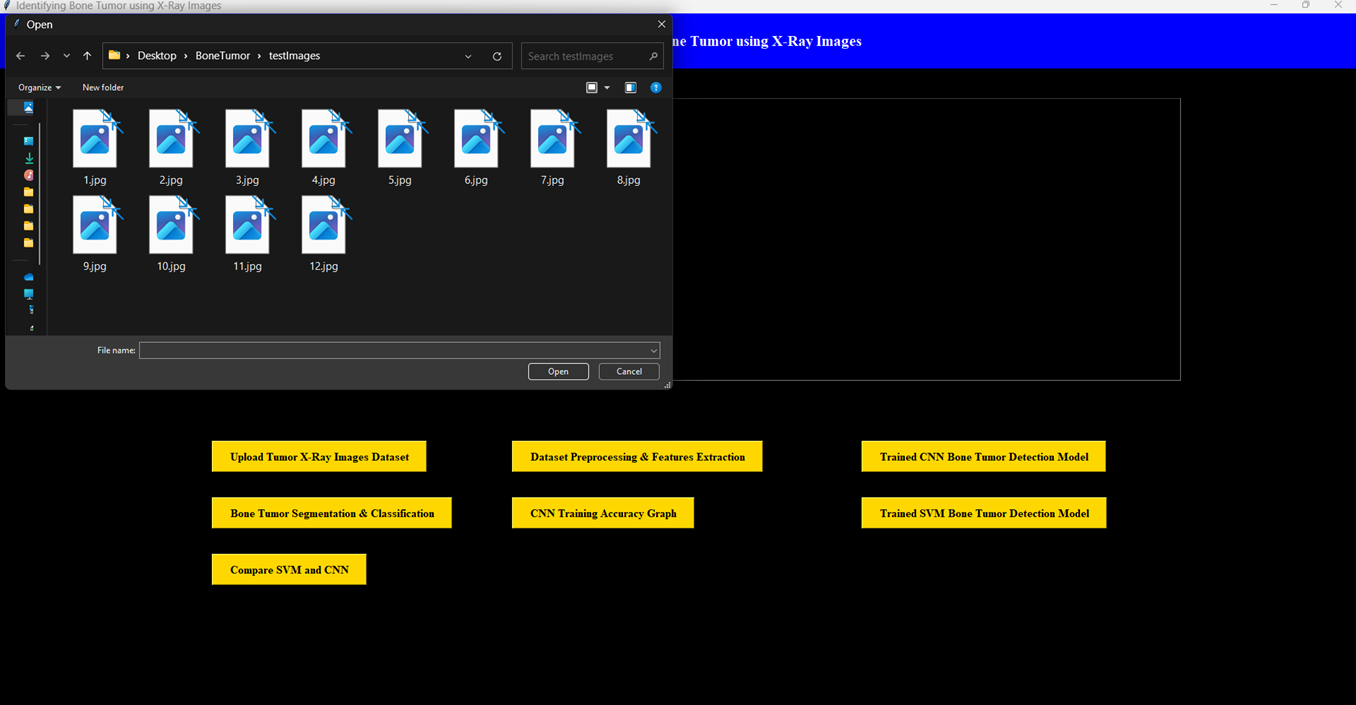 Identifying Bone Tumor using X-Ray Images
Open
ne Tumor using X-Ray Images
Desktop › BoneTumor › testImages
Search testImages
Organize
New folder
1.jpg 2.jpg 3.jpg 4.jpg 5.jpg 6.jpg 7.jpg 8.jpg
9.jpg 10.jpg 11.jpg 12.jpg
File name:
Open Cancel
Upload Tumor X-Ray Images Dataset
Dataset Preprocessing & Features Extraction
Trained CNN Bone Tumor Detection Model
Bone Tumor Segmentation & Classification
CNN Training Accuracy Graph
Trained SVM Bone Tumor Detection Model
Compare SVM and CNN